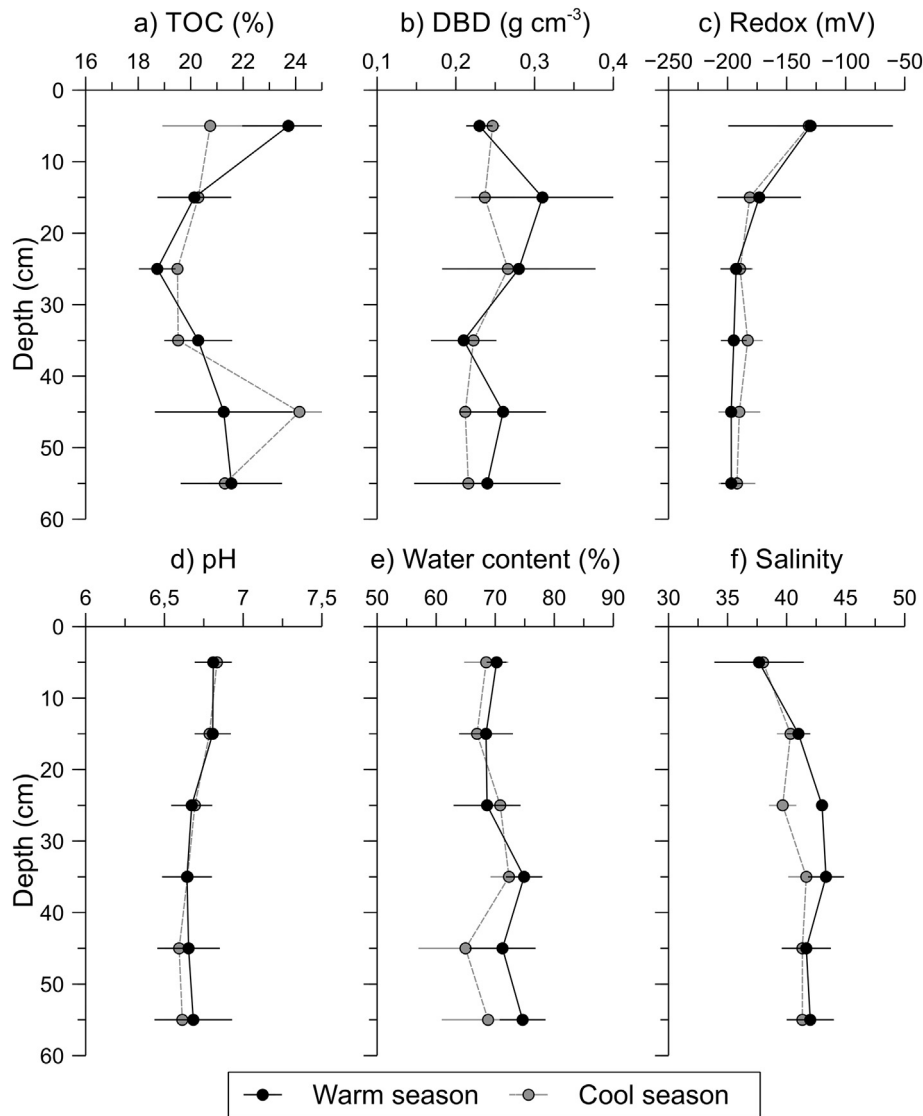 a) TOC (%) b) DBD (g cm⁻³) c) Redox (mV)
16 18 20 22 24 0,1 0,2 0,3 0,4 −250 −200 −150 −100 −50
0
10
20
30
40
50
60
Depth (cm)
d) pH e) Water content (%) f) Salinity
6 6,5 7 7,5 50 60 70 80 90 30 35 40 45 50
0
10
20
30
40
50
60
Depth (cm)
Warm season Cool season